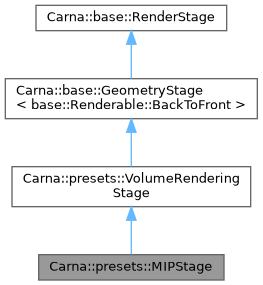 Carna::base::RenderStage
Carna::base::GeometryStage
< base::Renderable::BackToFront >
Carna::presets::VolumeRendering
Stage
Carna::presets::MIPStage